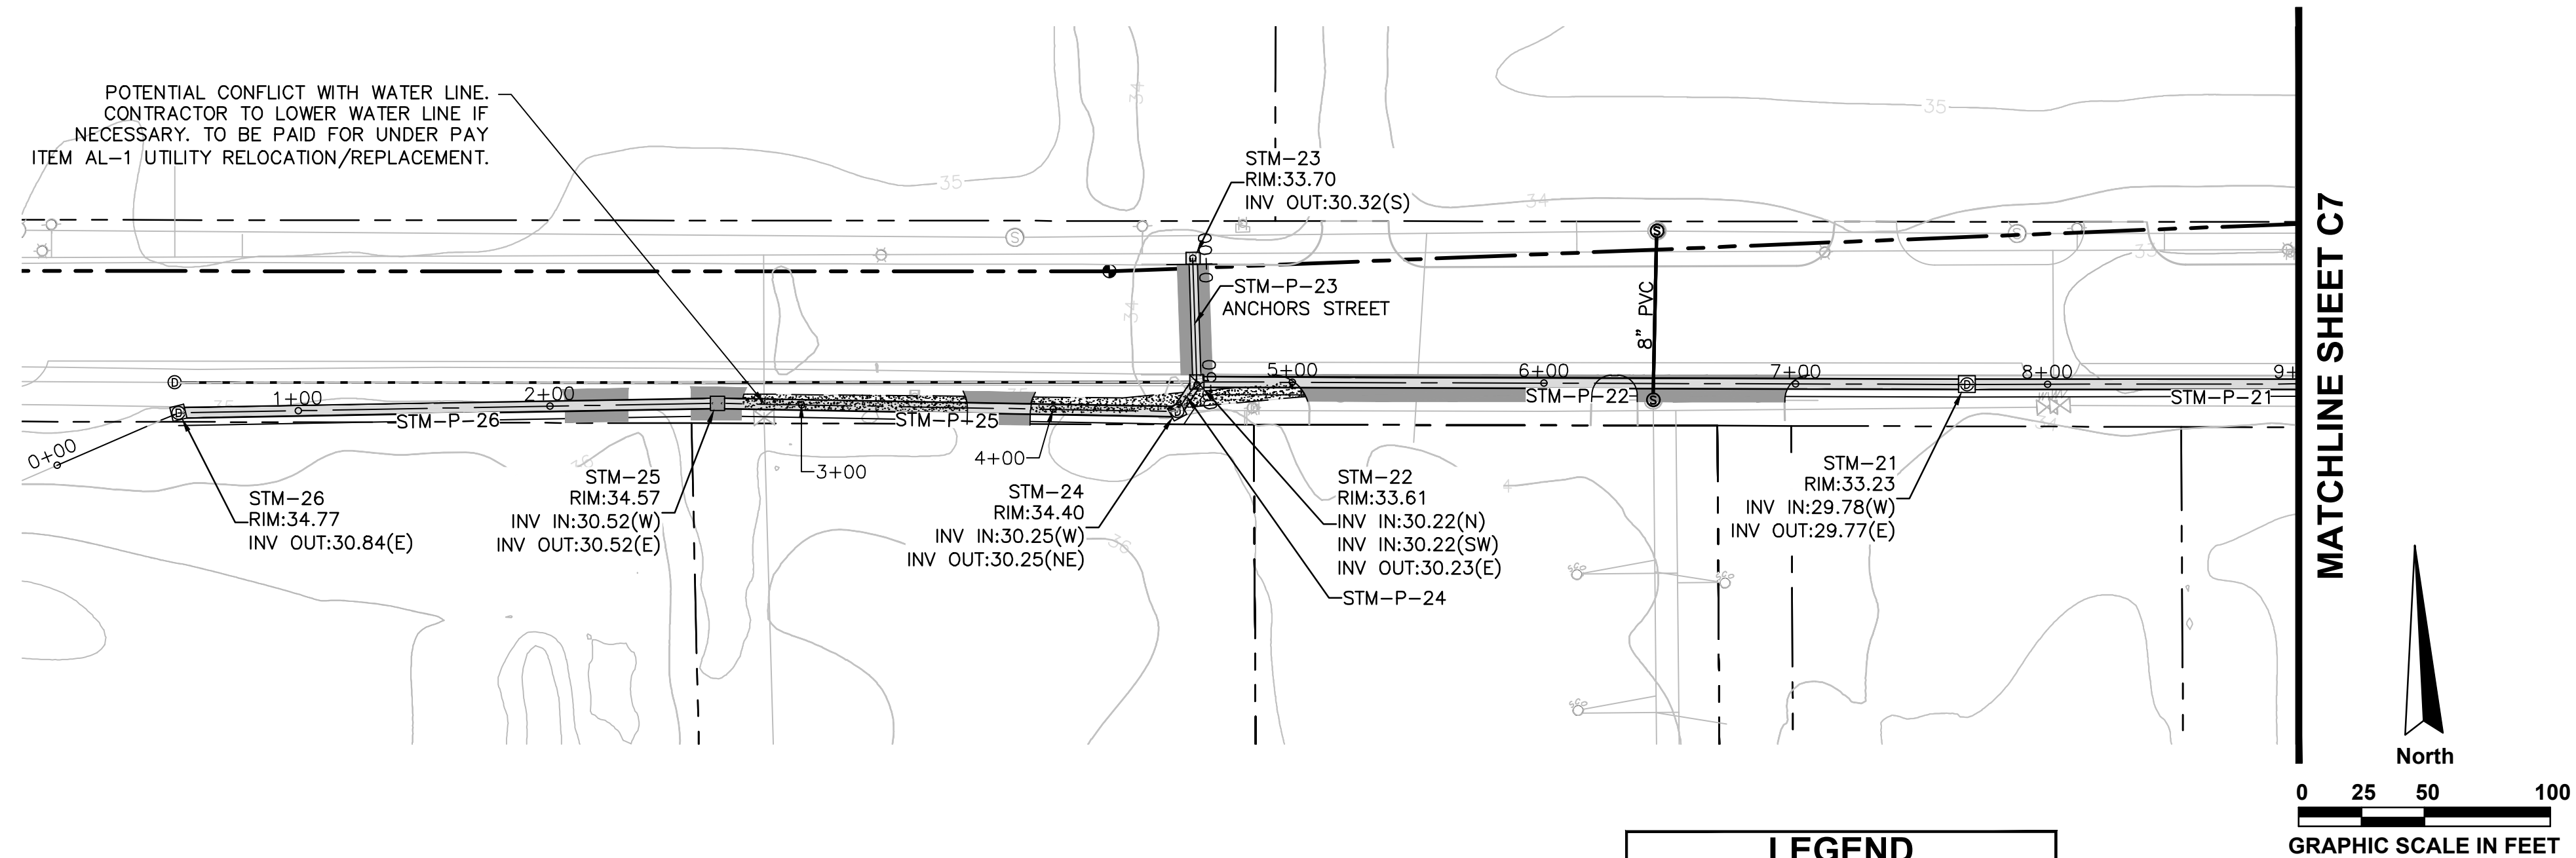 POTENTIAL CONFLICT WITH WATER LINE.
CONTRACTOR TO LOWER WATER LINE IF
NECESSARY. TO BE PAID FOR UNDER PAY
ITEM AL-1 UTILITY RELOCATION/REPLACEMENT.
34
35
35
34
33
34
STM-23
RIM:33.70
INV OUT:30.32(S)
STM-P-23
ANCHORS STREET
8" PVC
S
S
S
S
D
D
D
0+00
1+00
2+00
3+00
4+00
5+00
6+00
7+00
8+00
9+
STM-P-26
STM-P-25
STM-P-22
STM-P-21
35
STM-26
RIM:34.77
INV OUT:30.84(E)
STM-25
RIM:34.57
INV IN:30.52(W)
INV OUT:30.52(E)
STM-24
RIM:34.40
INV IN:30.25(W)
INV OUT:30.25(NE)
STM-22
RIM:33.61
INV IN:30.22(N)
INV IN:30.22(SW)
INV OUT:30.23(E)
STM-P-24
STM-21
RIM:33.23
INV IN:29.78(W)
INV OUT:29.77(E)
36
SCO
SCO
SCO
MATCHLINE SHEET C7
North
0 25 50 100
GRAPHIC SCALE IN FEET
LEGEND